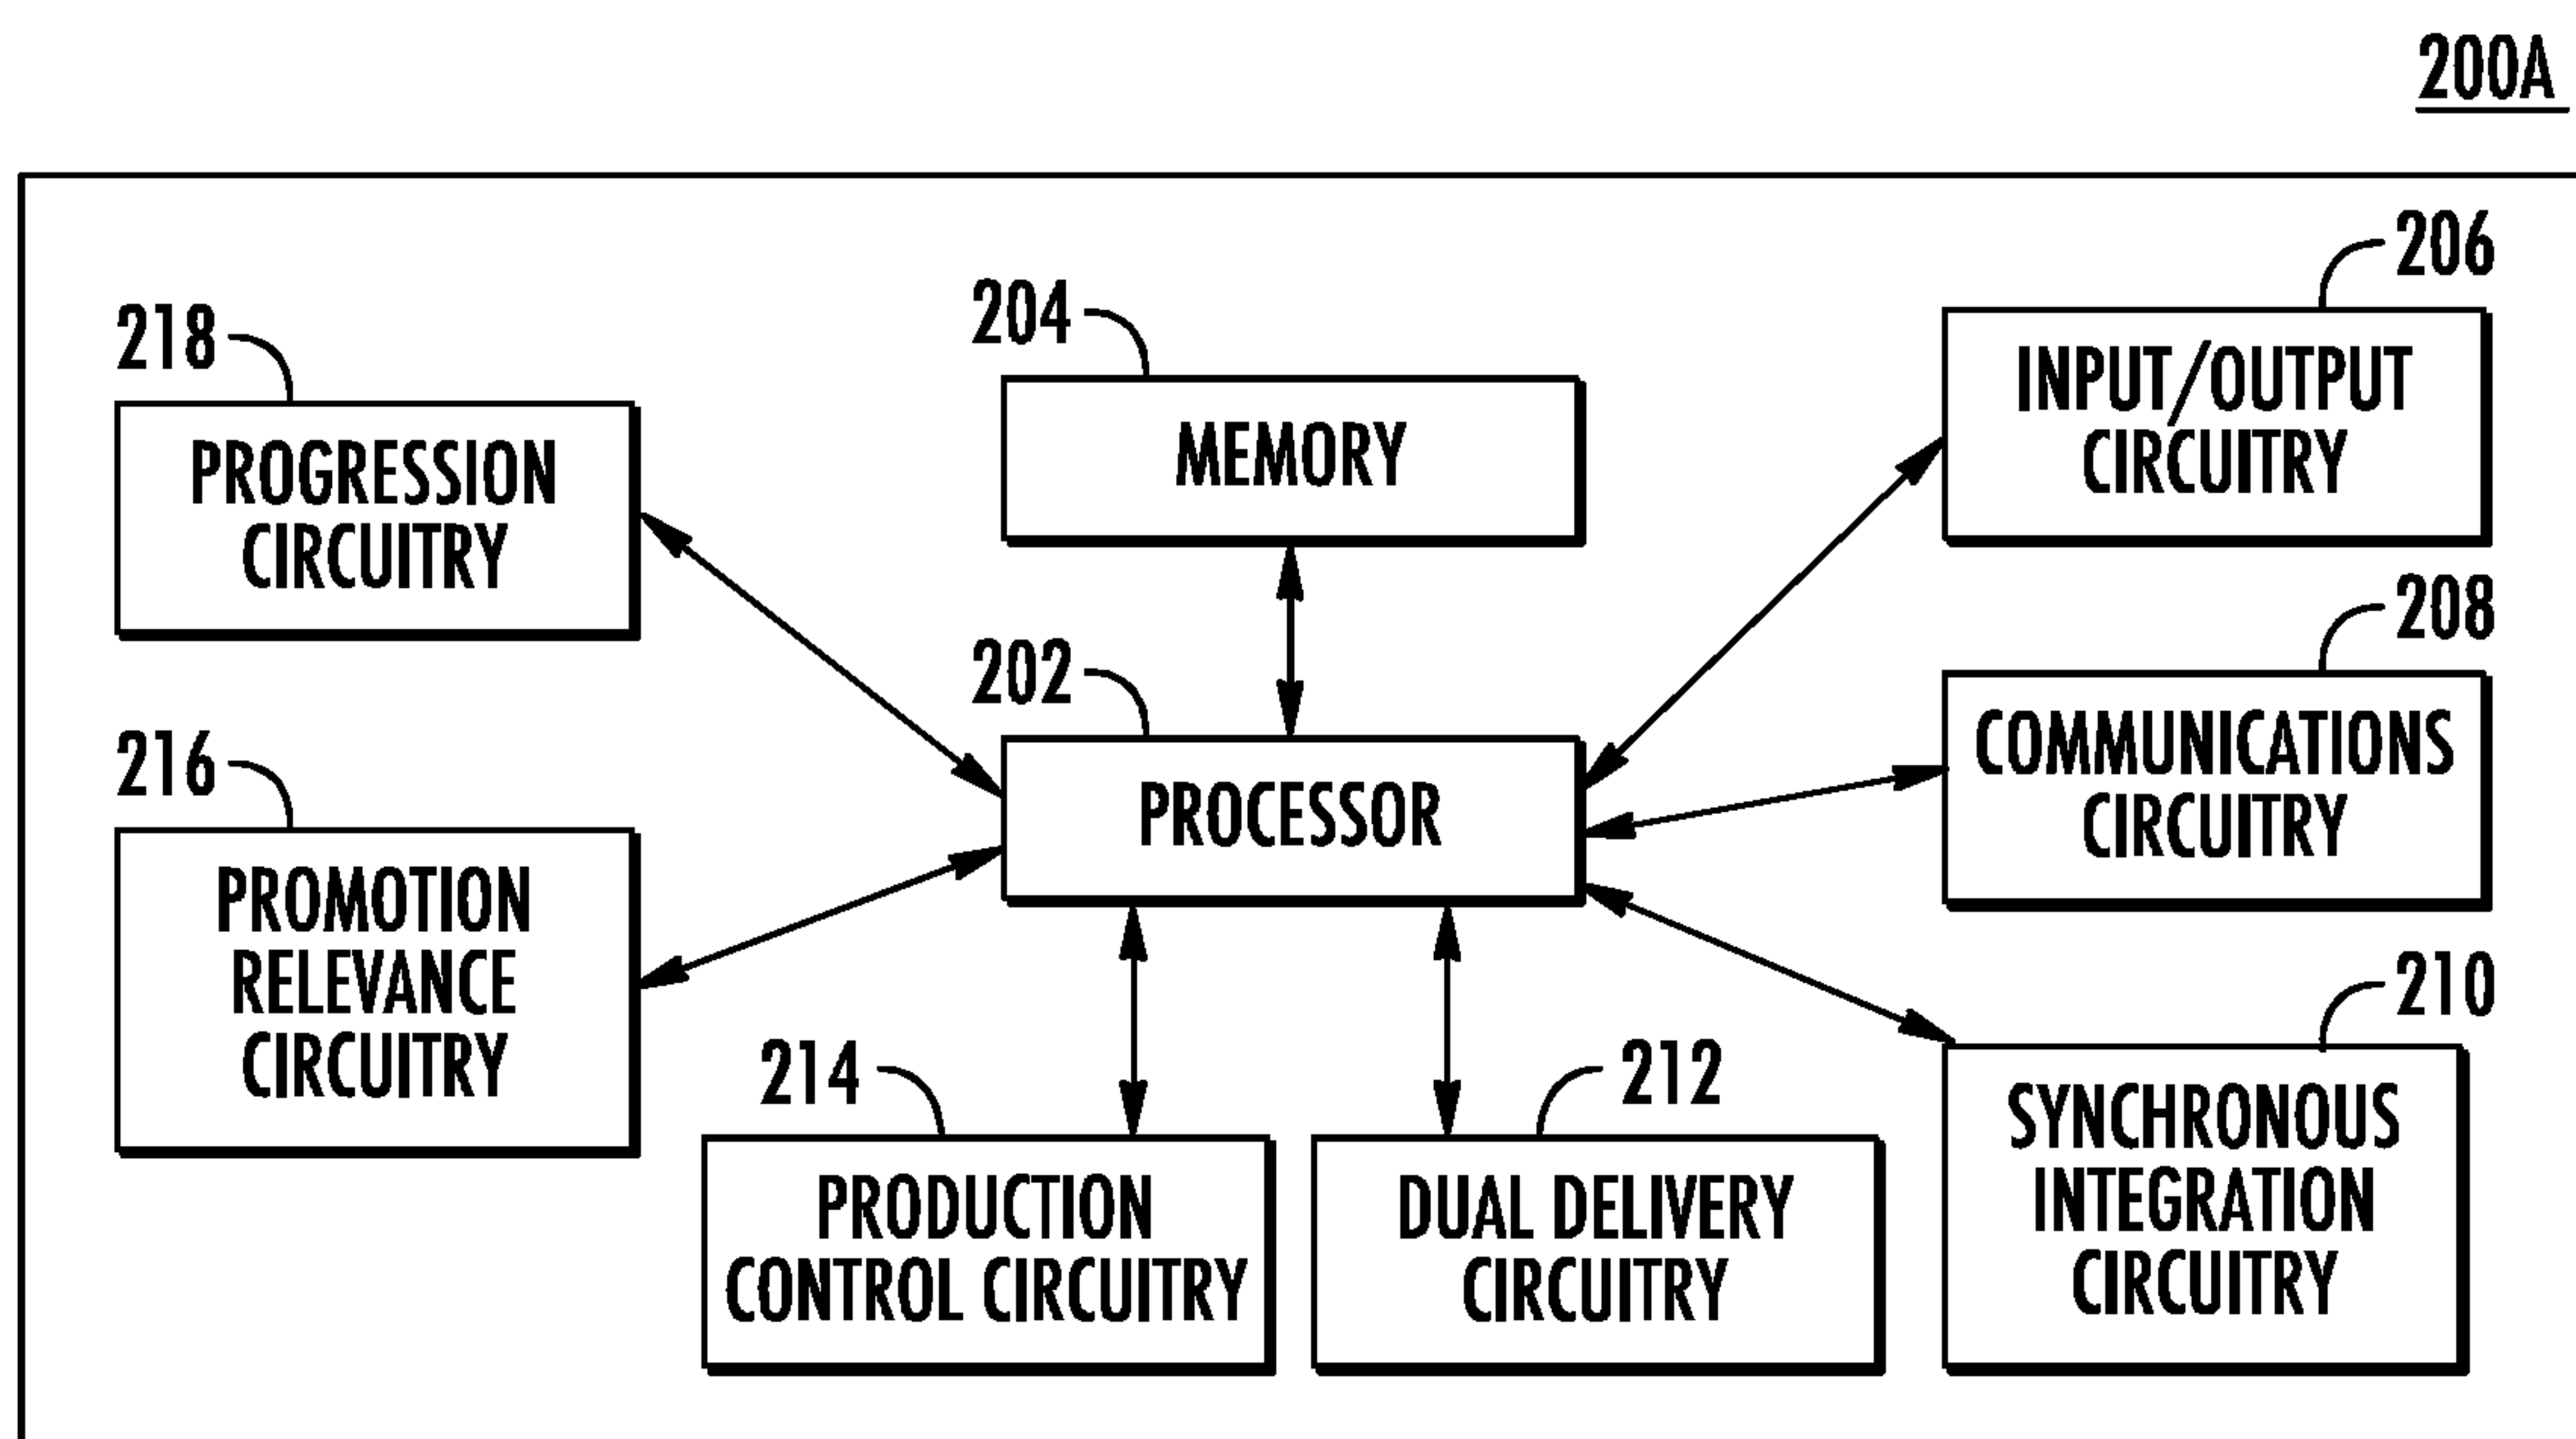 200A
206
204
218
INPUT/OUTPUT
CIRCUITRY
MEMORY
PROGRESSION
CIRCUITRY
208
202
COMMUNICATIONS
CIRCUITRY
216
PROCESSOR
PROMOTION
RELEVANCE
CIRCUITRY
210
214
212
SYNCHRONOUS
INTEGRATION
CIRCUITRY
PRODUCTION
CONTROL CIRCUITRY
DUAL DELIVERY
CIRCUITRY